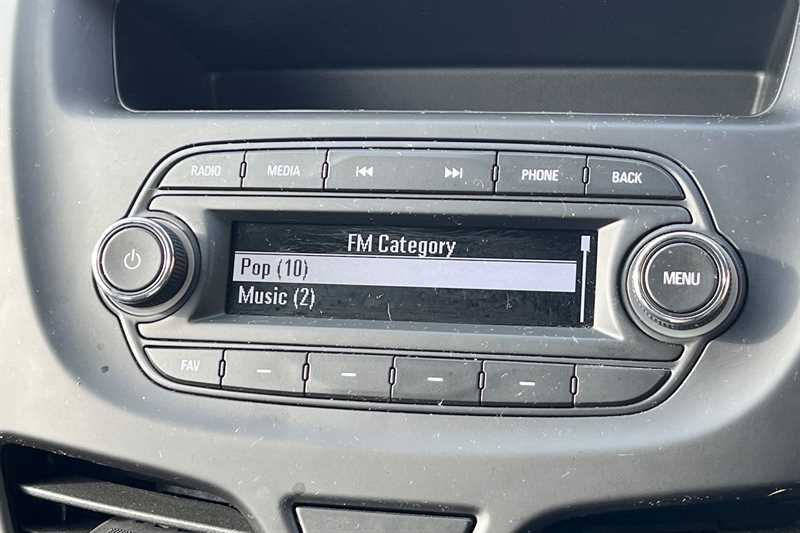 RADIO MEDIA PHONE BACK
FM Category
Pop (10)
Music (2)
MENU
FAV